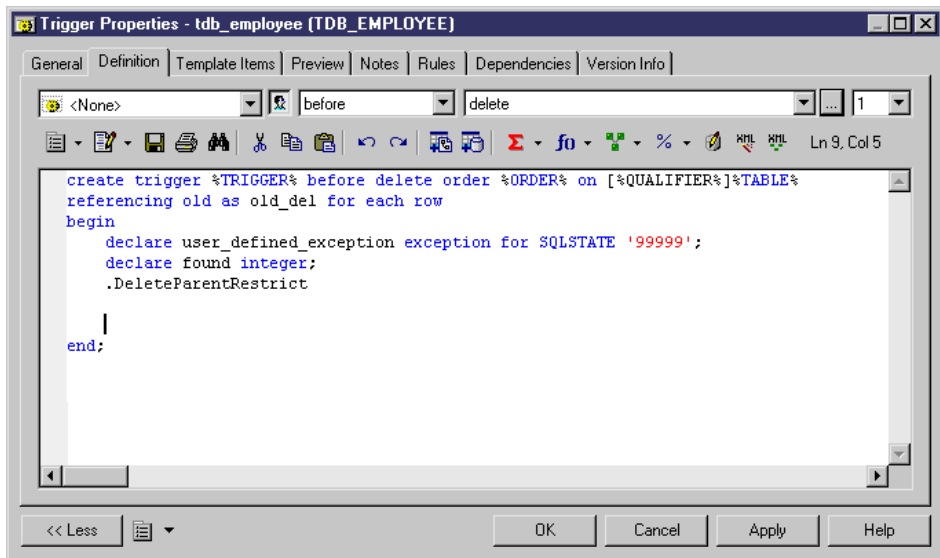 Trigger Properties - tdb_employee (TDB_EMPLOYEE)
General Definition Template Items Preview Notes Rules Dependencies Version Info
<None> before delete ... 1
Σ f() % XML XML Ln 9, Col 5
create trigger %TRIGGER% before delete order %ORDER% on [%QUALIFIER%]%TABLE%
referencing old as old_del for each row
begin
declare user_defined_exception exception for SQLSTATE '99999';
declare found integer;
.DeleteParentRestrict
end;
<< Less OK Cancel Apply Help